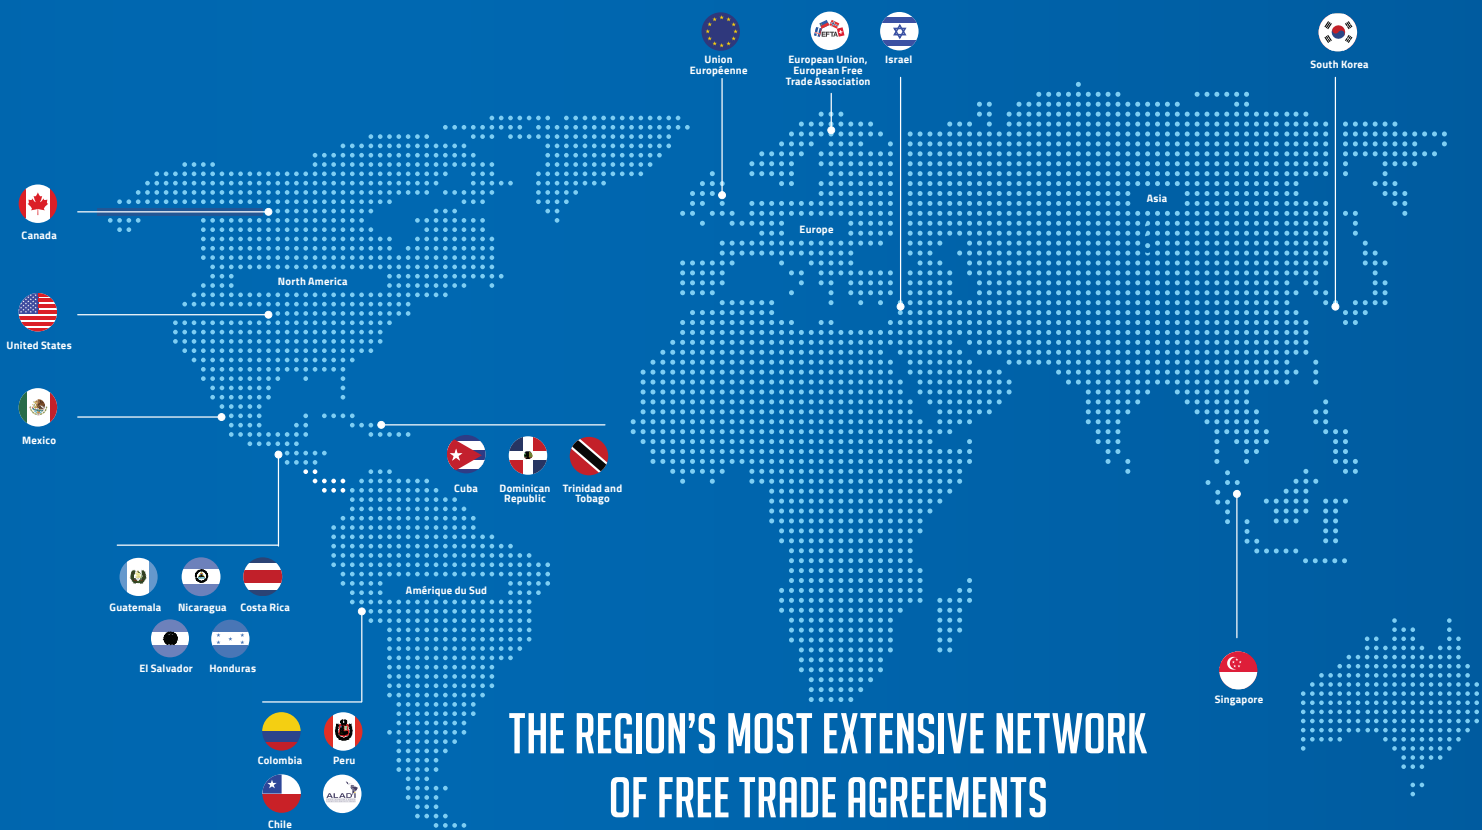 Union
Européenne
European Union,
European Free
Trade Association
EFTA
Israel
South Korea
Canada
North America
Europe
Asia
United States
Mexico
Cuba
Dominican
Republic
Trinidad and
Tobago
Guatemala
Nicaragua
Costa Rica
El Salvador
Honduras
Amérique du Sud
Singapore
Colombia
Peru
ALADI
Chile
THE REGION'S MOST EXTENSIVE NETWORK
OF FREE TRADE AGREEMENTS